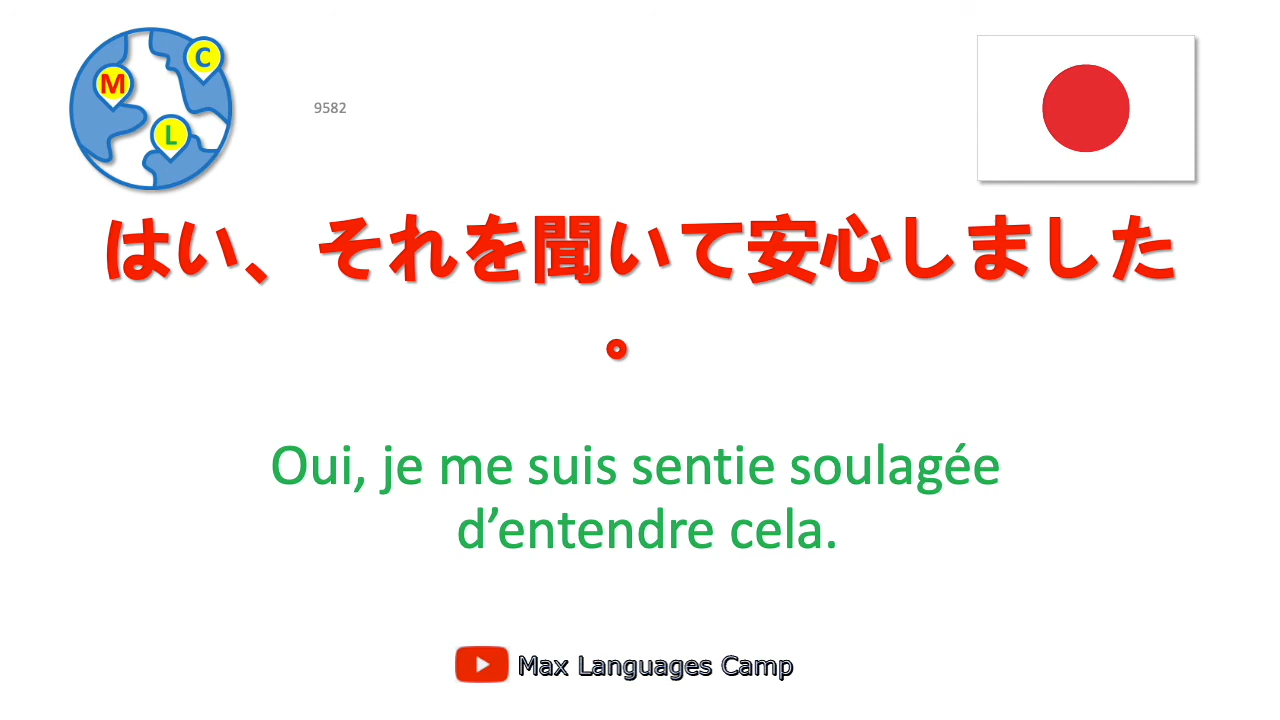 C
M
L
9582
はい、それを聞いて安心しました
。
Oui, je me suis sentie soulagée
d’entendre cela.
Max Languages Camp